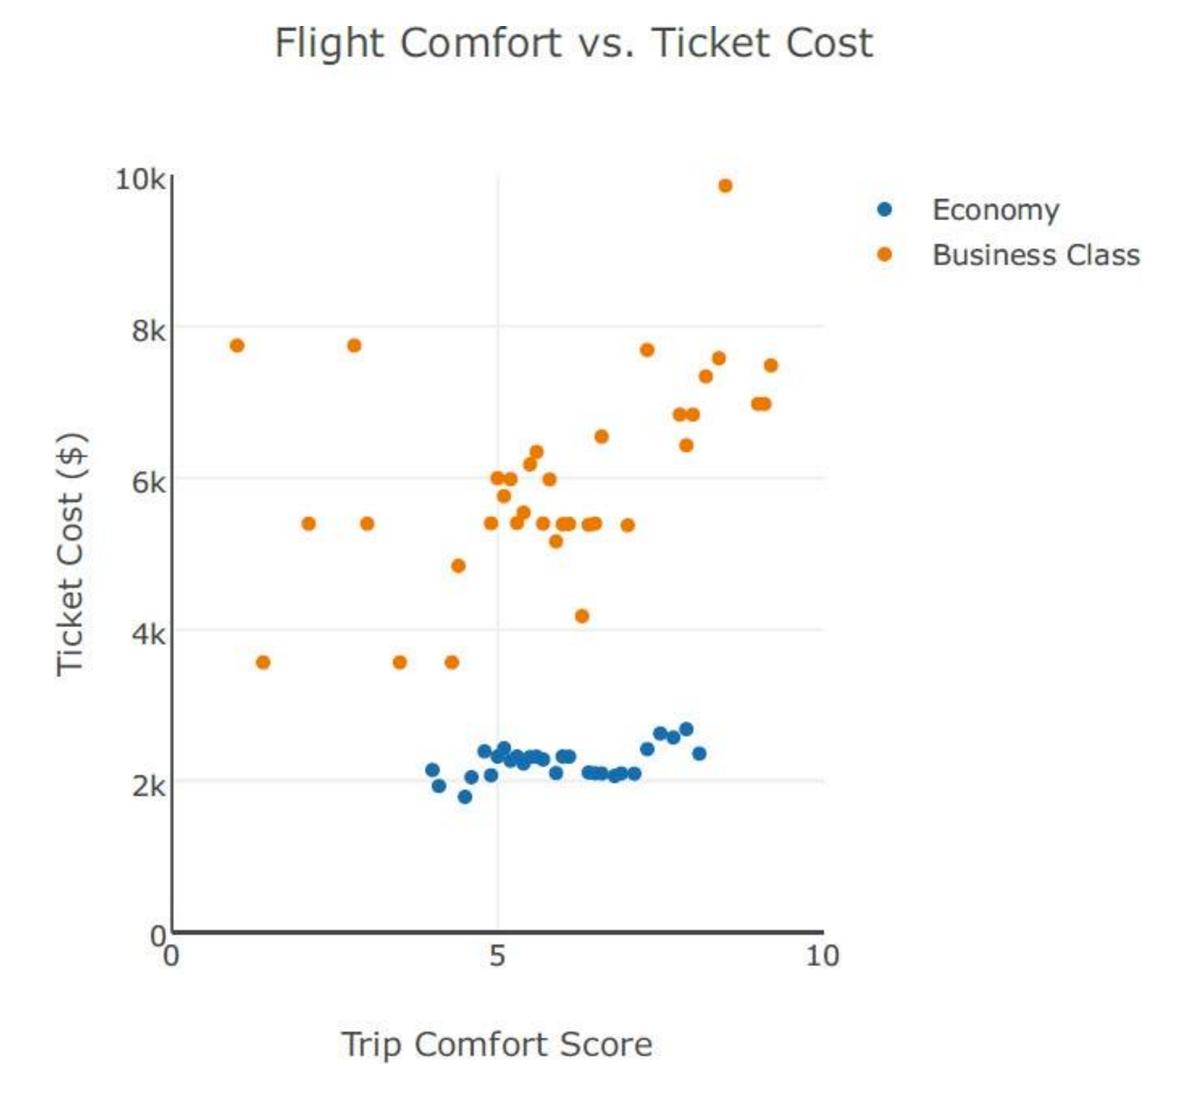 Flight Comfort vs. Ticket Cost
10k
8k
6k
4k
2k
0
0 5 10
Ticket Cost ($)
Trip Comfort Score
Economy
Business Class